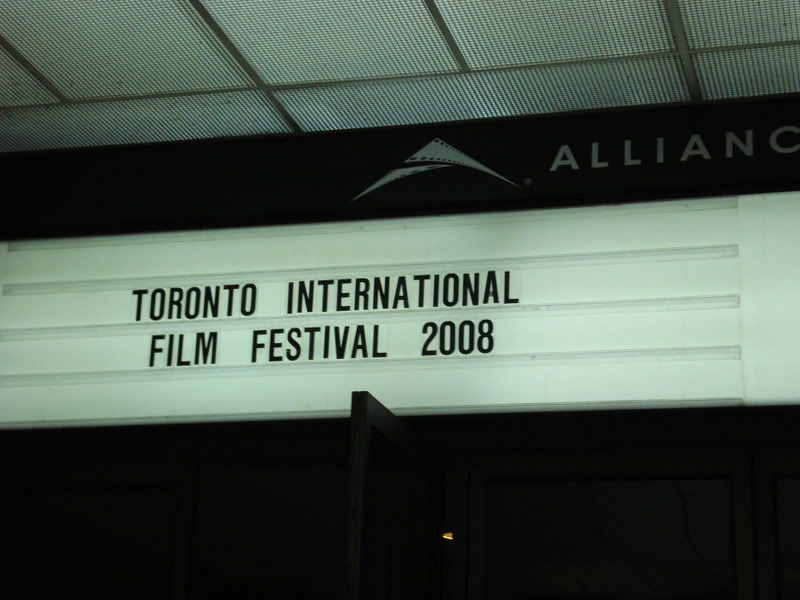 ALLIANC
TORONTO INTERNATIONAL
FILM FESTIVAL 2008